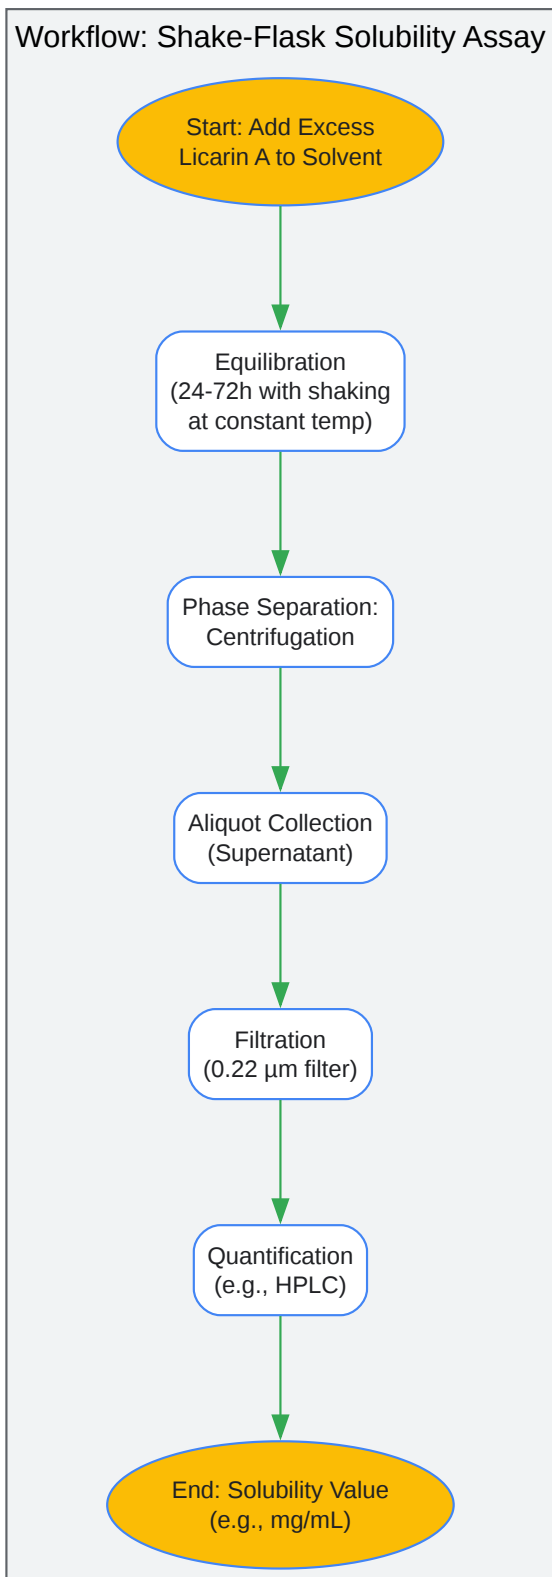 Workflow: Shake-Flask Solubility Assay
Start: Add Excess
Licarin A to Solvent
Equilibration
(24-72h with shaking
at constant temp)
Phase Separation:
Centrifugation
Aliquot Collection
(Supernatant)
Filtration
(0.22 µm filter)
Quantification
(e.g., HPLC)
End: Solubility Value
(e.g., mg/mL)